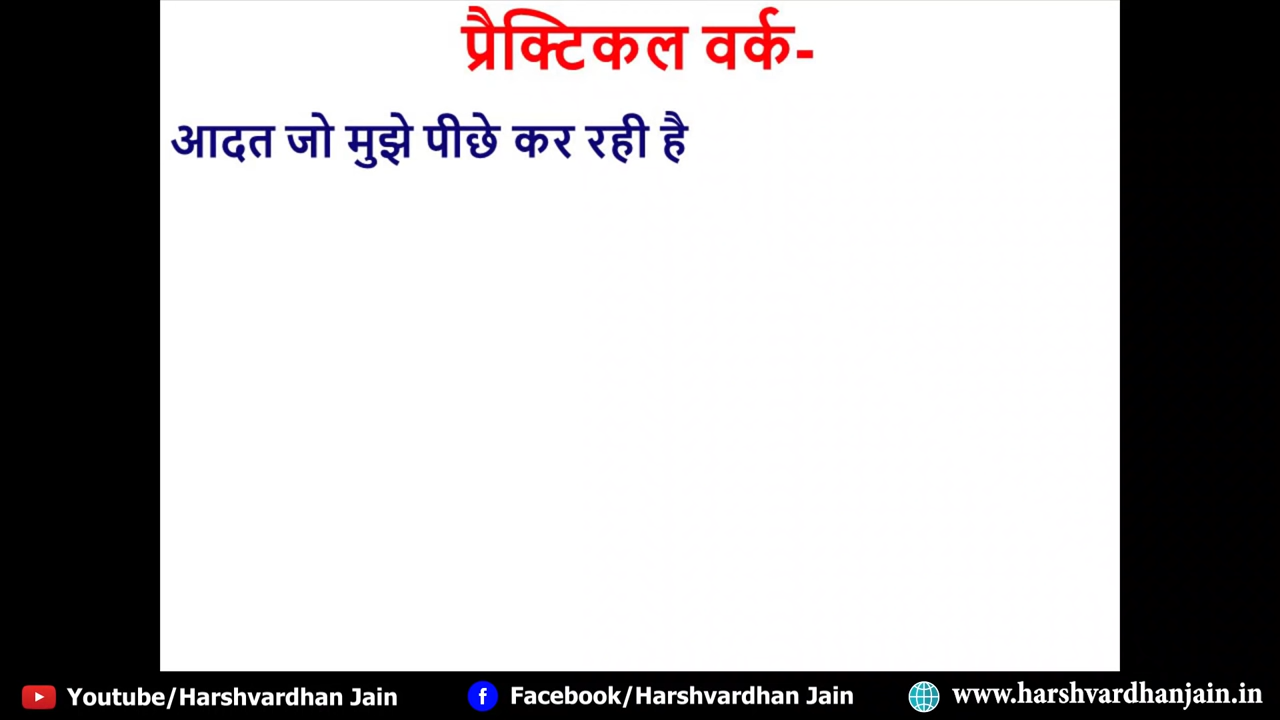 प्रैक्टिकल वर्क-
आदत जो मुझे पीछे कर रही है
Youtube/Harshvardhan Jain
Facebook/Harshvardhan Jain
www.harshvardhanjain.in